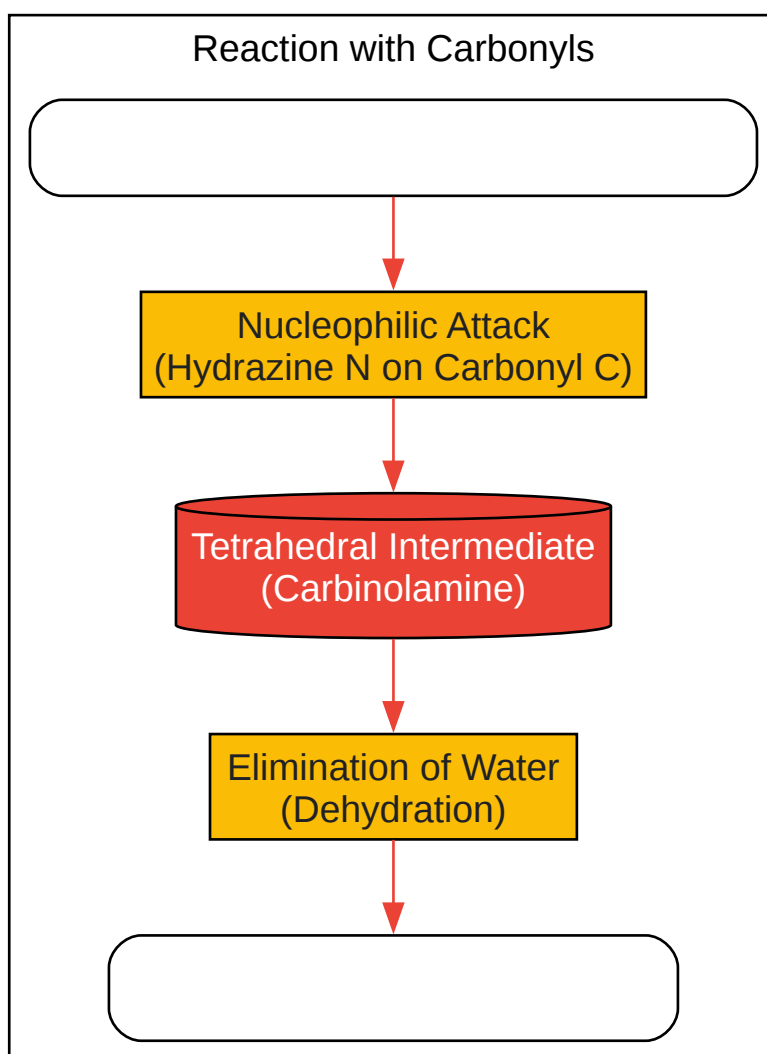 Reaction with Carbonyls
Nucleophilic Attack
(Hydrazine N on Carbonyl C)
Tetrahedral Intermediate
(Carbinolamine)
Elimination of Water
(Dehydration)